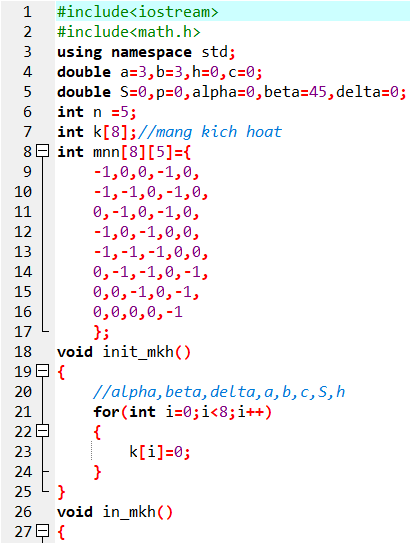 1 #include<iostream>
2 #include<math.h>
3 using namespace std;
4 double a=3,b=3,h=0,c=0;
5 double S=0,p=0,alpha=0,beta=45,delta=0;
6 int n =5;
7 int k[8];//mang kich hoat
8 int mnn[8][5]={
9 -1,0,0,-1,0,
10 -1,-1,0,-1,0,
11 0,-1,0,-1,0,
12 -1,0,-1,0,0,
13 -1,-1,-1,0,0,
14 0,-1,-1,0,-1,
15 0,0,-1,0,-1,
16 0,0,0,0,-1
17 };
18 void init_mkh()
19 {
20 //alpha,beta,delta,a,b,c,S,h
21 for(int i=0;i<8;i++)
22 {
23 k[i]=0;
24 }
25 }
26 void in_mkh()
27 {